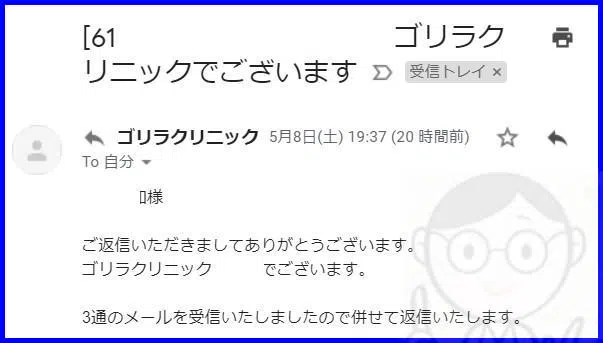 [61 ゴリラク
リニックでございます 受信トレイ ×
ゴリラクリニック 5月8日(土) 19:37 (20 時間前)
To 自分
様
ご返信いただきましてありがとうございます。
ゴリラクリニック でございます。
3通のメールを受信いたしましたので併せて返信いたします。